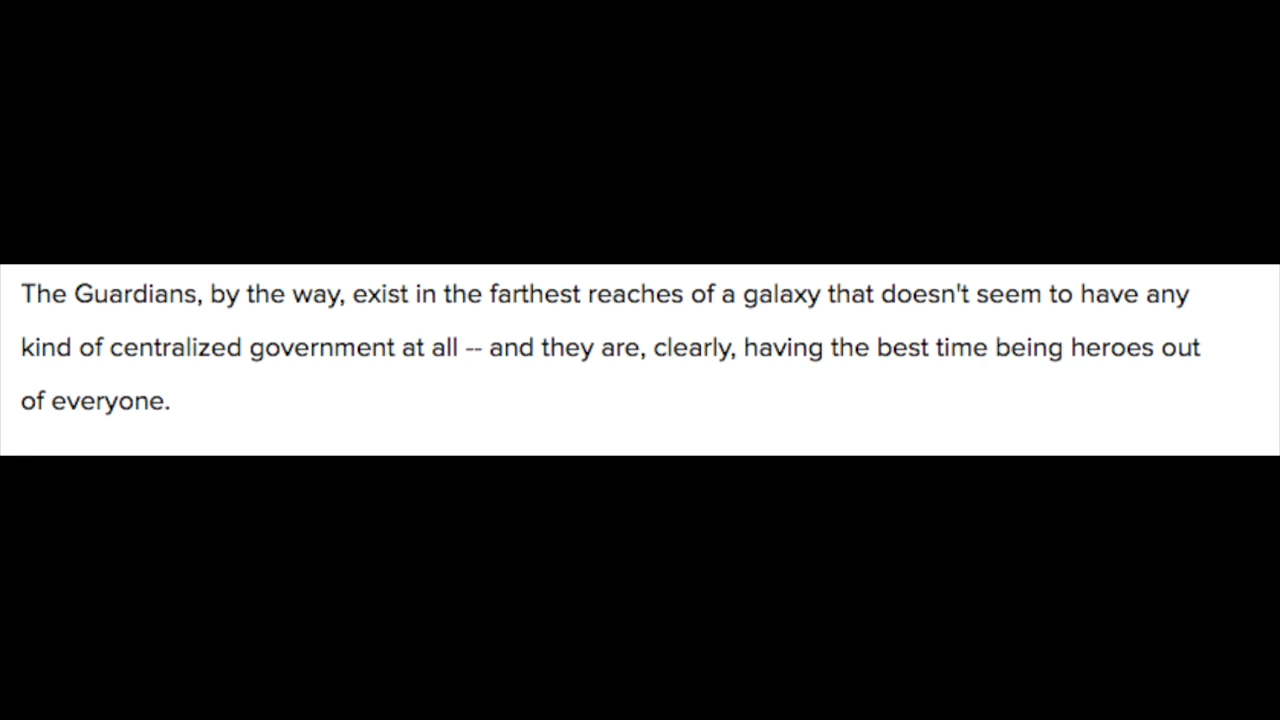 The Guardians, by the way, exist in the farthest reaches of a galaxy that doesn't seem to have any
kind of centralized government at all -- and they are, clearly, having the best time being heroes out
of everyone.